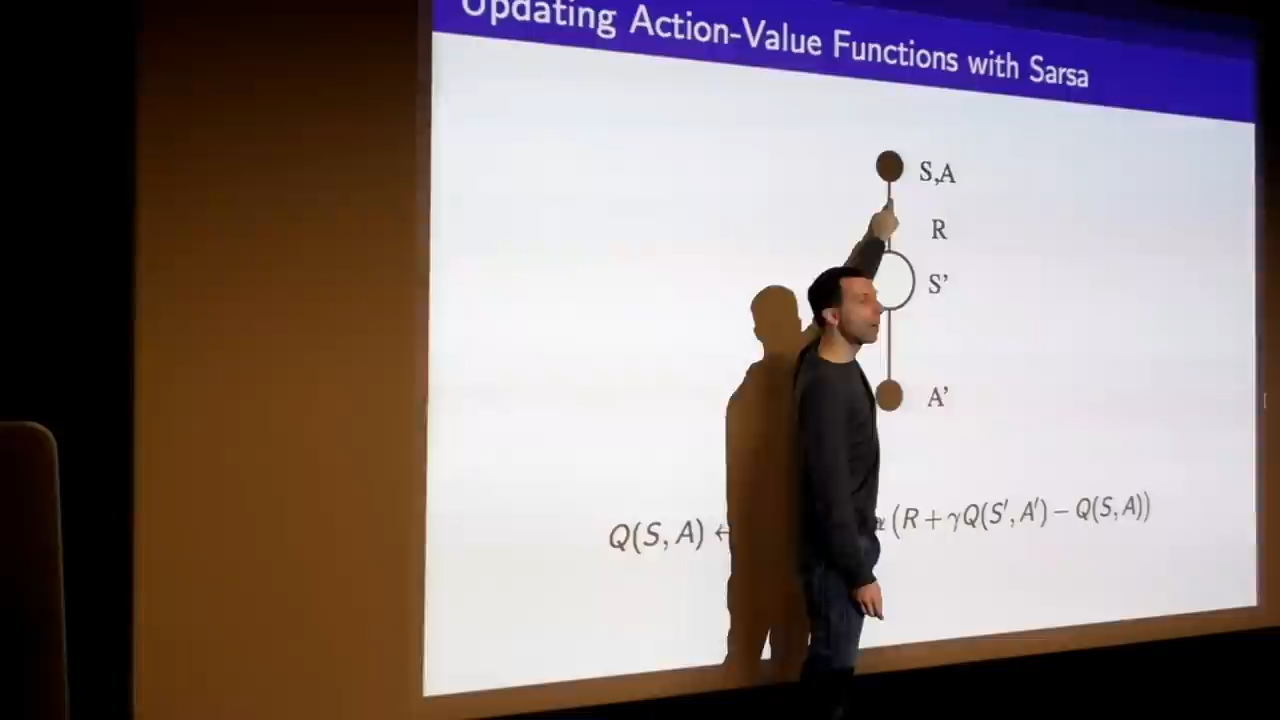 Updating Action-Value Functions with Sarsa
S,A
R
S'
A'
Q(S, A) ← α (R + γQ(S′, A′) − Q(S, A))